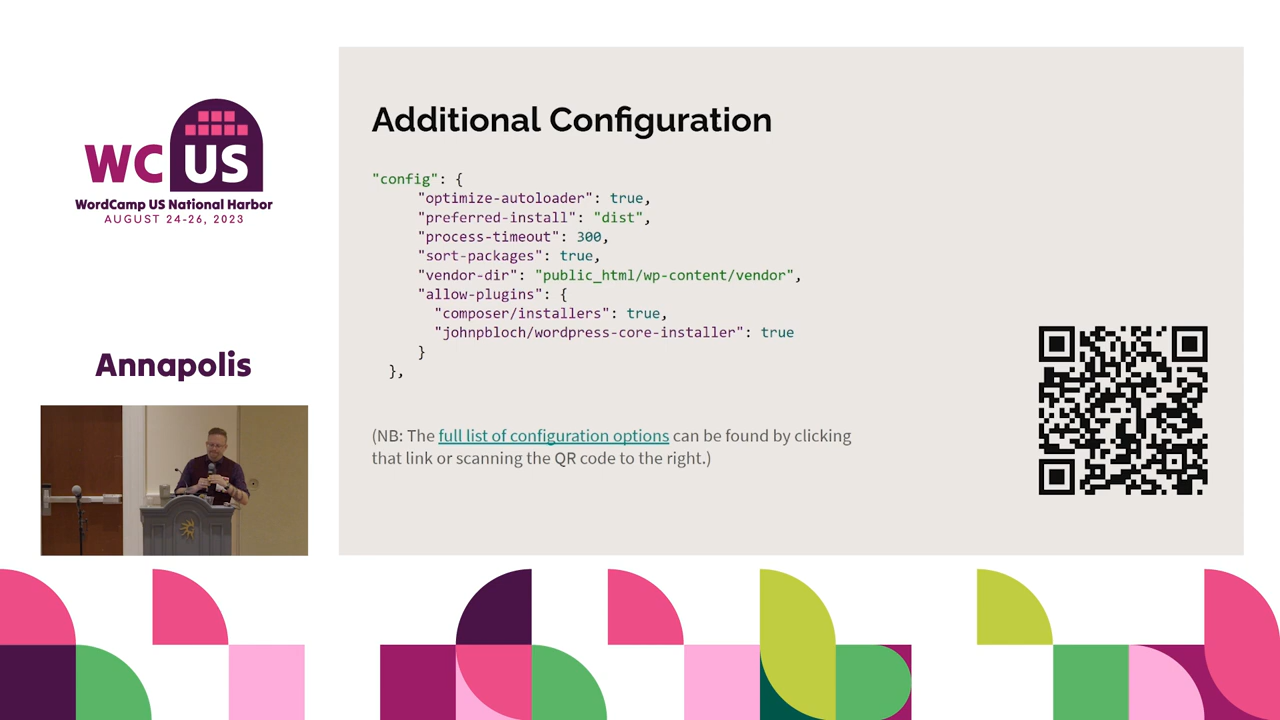 WC US
WordCamp US National Harbor
AUGUST 24-26, 2023
Annapolis
Additional Configuration
"config": {
"optimize-autoloader": true,
"preferred-install": "dist",
"process-timeout": 300,
"sort-packages": true,
"vendor-dir": "public_html/wp-content/vendor",
"allow-plugins": {
"composer/installers": true,
"johnpbloch/wordpress-core-installer": true
}
},
(NB: The full list of configuration options can be found by clicking
that link or scanning the QR code to the right.)